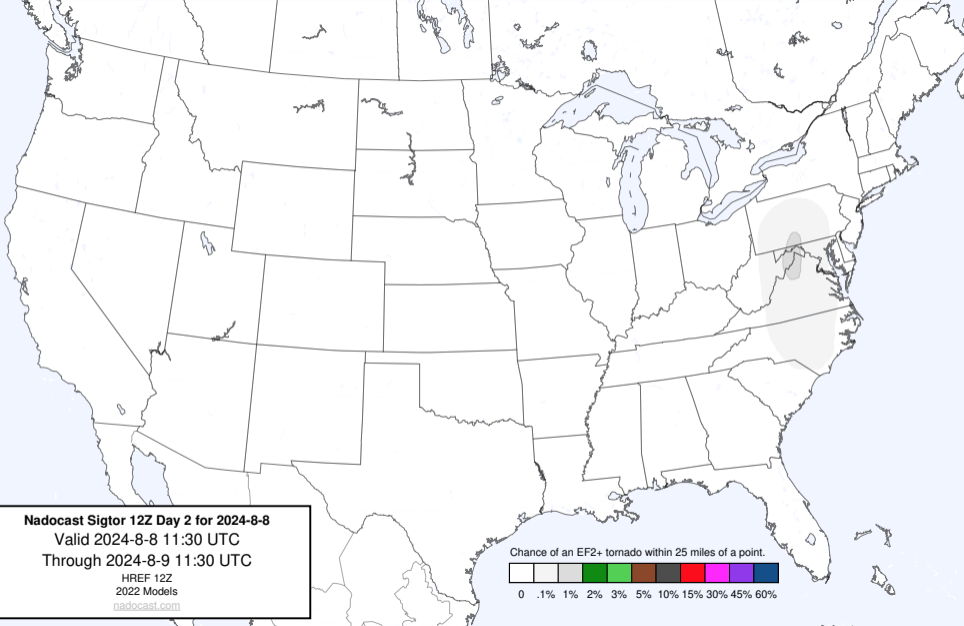 Nadocast Sigtor 12Z Day 2 for 2024-8-8
Valid 2024-8-8 11:30 UTC
Through 2024-8-9 11:30 UTC
HREF 12Z
2022 Models
nadocast.com
Chance of an EF2+ tornado within 25 miles of a point.
0 .1% 1% 2% 3% 5% 10% 15% 30% 45% 60%